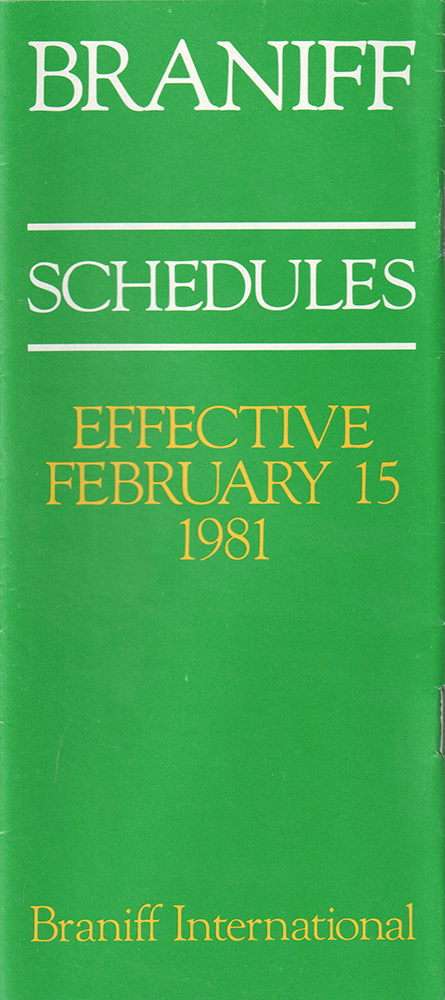 BRANIFF
SCHEDULES
EFFECTIVE
FEBRUARY 15
1981
Braniff International